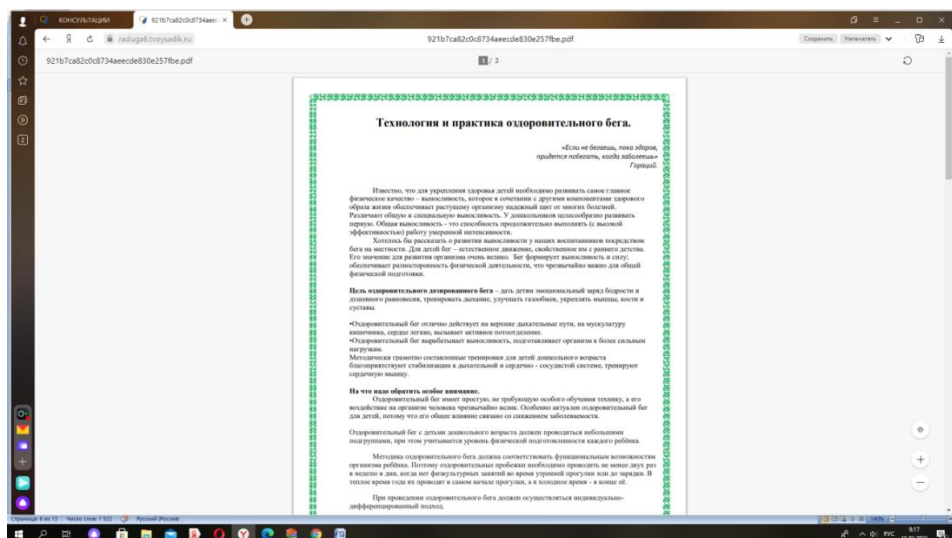 КОНСУЛЬТАЦИИ
921b7ca82c0c8734aeec
raduga6.tvoysadik.ru
921b7ca82c0c8734aeecde830e257fbe.pdf
Сохранить
Напечатать
921b7ca82c0c8734aeecde830e257fbe.pdf
1 / 3
Технология и практика оздоровительного бега.
«Если не бегаешь, пока здоров,
придется побегать, когда заболеешь»
Гораций.
Известно, что для укрепления здоровья детей необходимо развивать самое главное
физическое качество – выносливость, которое в сочетании с другими компонентами здорового
образа жизни обеспечивает растущему организму надежный щит от многих болезней.
Различают общую и специальную выносливость. У дошкольников целесообразно развивать
первую. Общая выносливость - это способность продолжительно выполнять (с высокой
эффективностью) работу умеренной интенсивности.
Хотелось бы рассказать о развитии выносливости у наших воспитанников посредством
бега на местности. Для детей бег – естественное движение, свойственное им с раннего детства.
Его значение для развития организма очень велико. Бег формирует выносливость и силу;
обеспечивает разносторонность физической деятельности, что чрезвычайно важно для общей
физической подготовки.
Цель оздоровительного дозированного бега – дать детям эмоциональный заряд бодрости и
душевного равновесия, тренировать дыхание, улучшать газообмен, укреплять мышцы, кости и
суставы.
•Оздоровительный бег отлично действует на верхние дыхательные пути, на мускулатуру
кишечника, сердце легкие, вызывает активное потоотделение.
•Оздоровительный бег вырабатывает выносливость, подготавливает организм к более сильным
нагрузкам.
Методически грамотно составленные тренировки для детей дошкольного возраста
благоприятствуют стабилизации в дыхательной и сердечно - сосудистой системе, тренируют
сердечную мышцу.
На что надо обратить особое внимание.
Оздоровительный бег имеет простую, не требующую особого обучения технику, а его
воздействие на организм человека чрезвычайно велик. Особенно актуален оздоровительный бег
для детей, потому что его общее влияние связано со снижением заболеваемости.
Оздоровительный бег с детьми дошкольного возраста должен проводиться небольшими
подгруппами, при этом учитывается уровень физической подготовленности каждого ребёнка.
Методика оздоровительного бега должна соответствовать функциональным возможностям
организма ребёнка. Поэтому оздоровительные пробежки необходимо проводить не менее двух раз
в неделю в дни, когда нет физкультурных занятий во время утренней прогулки или до зарядки. В
теплое время года их проводят в самом начале прогулки, а в холодное время - в конце её.
При проведении оздоровительного бега должен осуществляться индивидуально-
дифференцированный подход.
Страница: 6 из 15 Число слов: 1 522 Русский (Россия)
140%
РУС
9:17